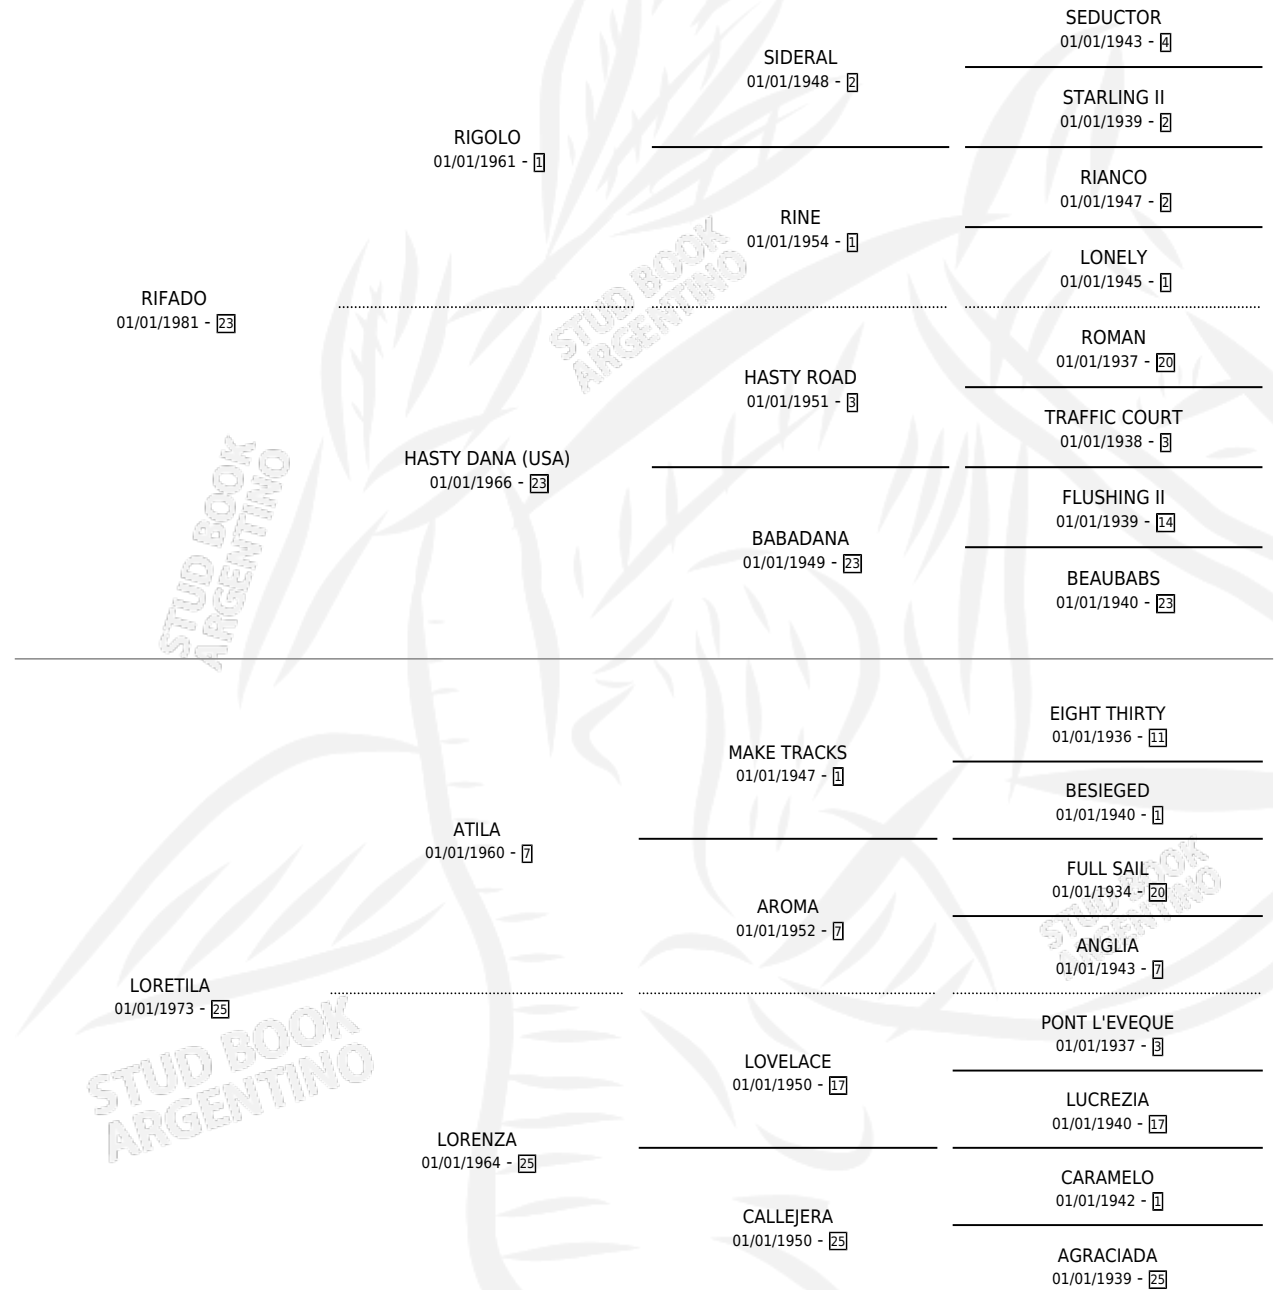 SEDUCTOR
01/01/1943 - 4
SIDERAL
01/01/1948 - 2
STARLING II
01/01/1939 - 2
RIGOLO
01/01/1961 - 1
RIANCO
01/01/1947 - 2
RINE
01/01/1954 - 1
LONELY
01/01/1945 - 1
RIFADO
01/01/1981 - 23
ROMAN
01/01/1937 - 20
HASTY ROAD
01/01/1951 - 3
TRAFFIC COURT
01/01/1938 - 3
HASTY DANA (USA)
01/01/1966 - 23
FLUSHING II
01/01/1939 - 14
BABADANA
01/01/1949 - 23
BEAUBABS
01/01/1940 - 23
STUD BOOK
ARGENTINO
STUD BOOK
ARGENTINO
EIGHT THIRTY
01/01/1936 - 11
MAKE TRACKS
01/01/1947 - 1
BESIEGED
01/01/1940 - 1
ATILA
01/01/1960 - 7
FULL SAIL
01/01/1934 - 20
AROMA
01/01/1952 - 7
ANGLIA
01/01/1943 - 7
STUD BOOK
ARGENTINO
LORETILA
01/01/1973 - 25
PONT L'EVEQUE
01/01/1937 - 3
LOVELACE
01/01/1950 - 17
LUCREZIA
01/01/1940 - 17
LORENZA
01/01/1964 - 25
CARAMELO
01/01/1942 - 1
CALLEJERA
01/01/1950 - 25
AGRACIADA
01/01/1939 - 25
STUD BOOK
ARGENTINO